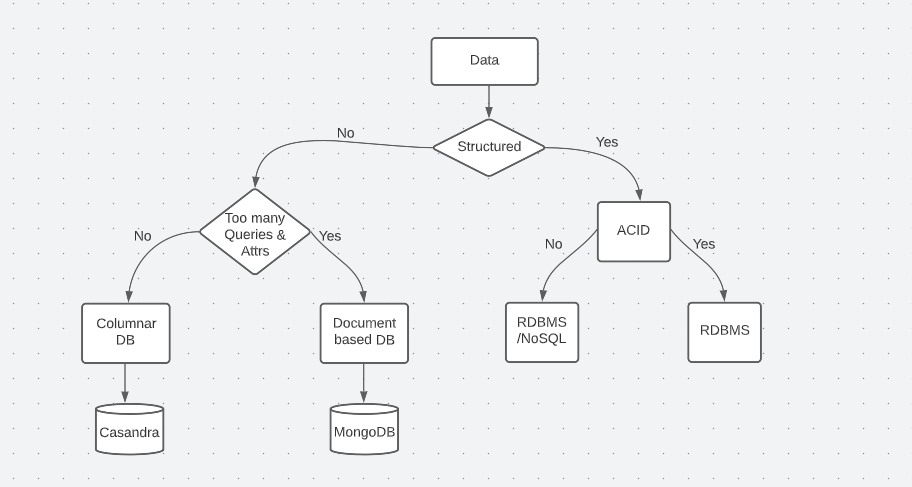 Data
No
Structured
Yes
Too many
Queries &
Attrs
No
Yes
ACID
No
Yes
Columnar
DB
Document
based DB
RDBMS
/NoSQL
RDBMS
Casandra
MongoDB